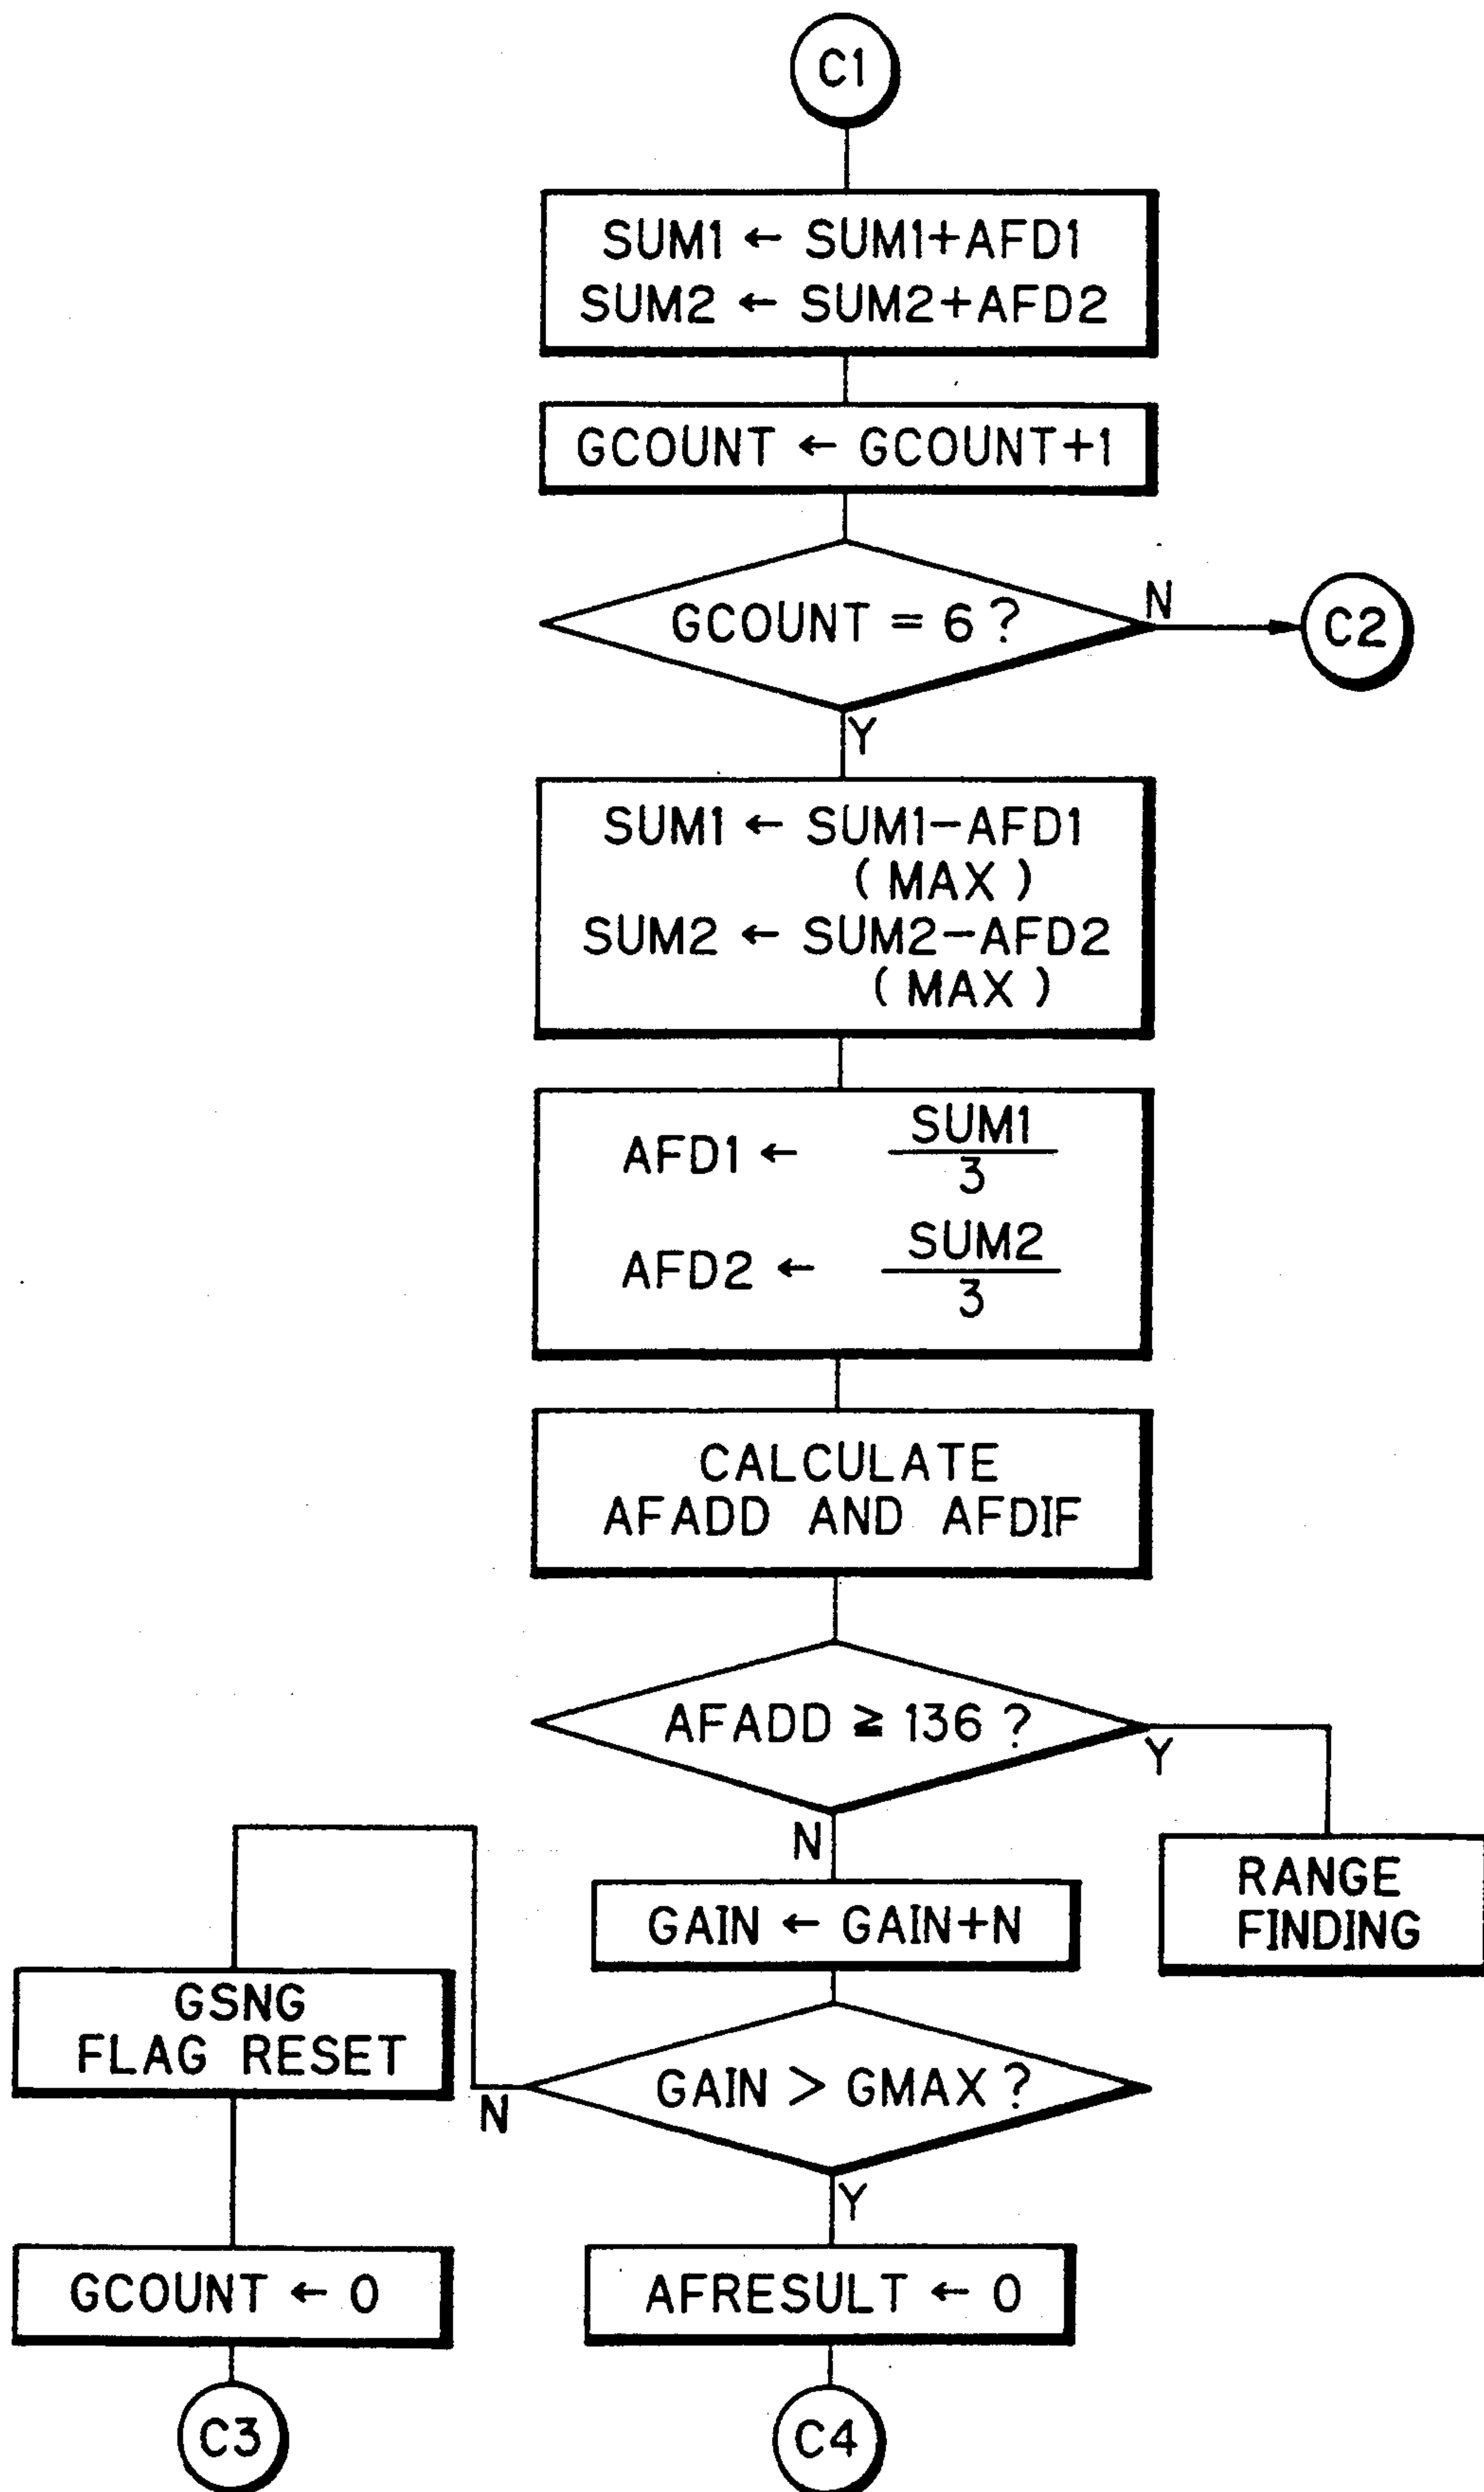 C1
SUM1 ← SUM1+AFD1
SUM2 ← SUM2+AFD2
GCOUNT ← GCOUNT+1
GCOUNT = 6 ?
N
C2
Y
SUM1 ← SUM1-AFD1
( MAX )
SUM2 ← SUM2-AFD2
( MAX )
AFD1 ← SUM1
3
AFD2 ← SUM2
3
CALCULATE
AFADD AND AFDIF
AFADD ≧ 136 ?
Y
N
RANGE
FINDING
GAIN ← GAIN+N
GSNG
FLAG RESET
GAIN > GMAX ?
N
Y
GCOUNT ← 0
AFRESULT ← 0
C3
C4